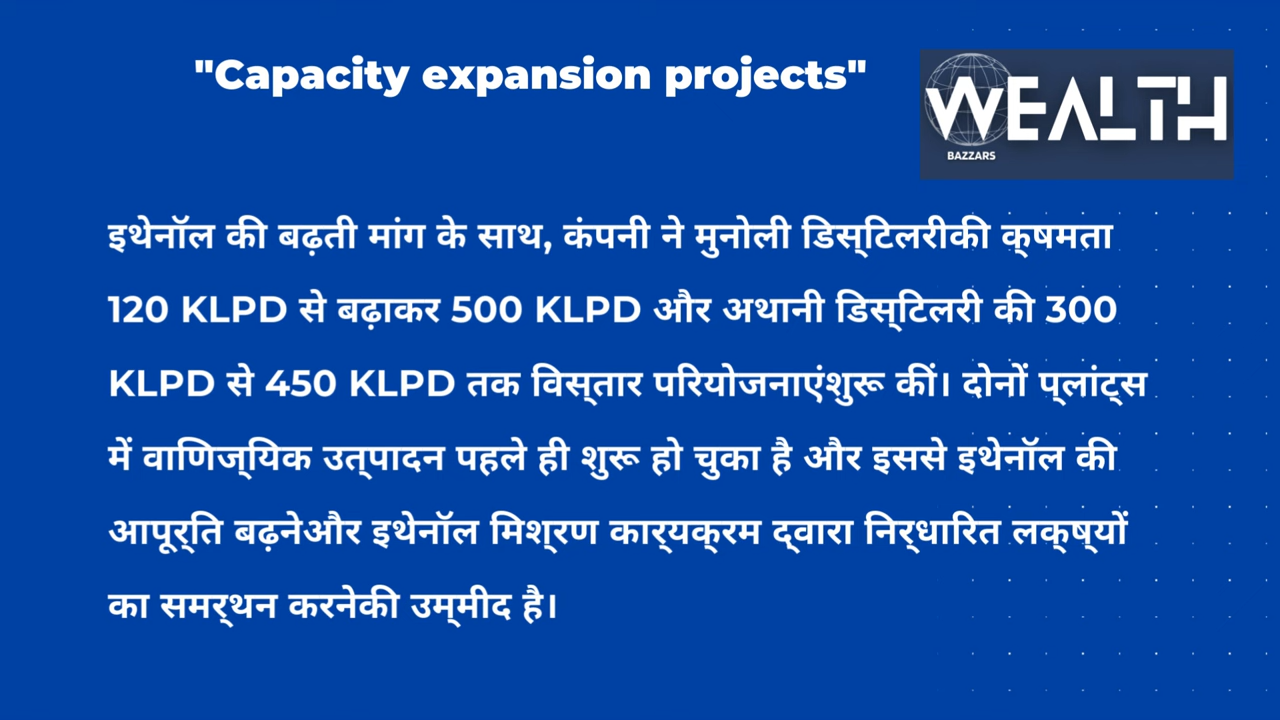 "Capacity expansion projects"
WEALTH
BAZZARS
इथेनॉल की बढ़ती मांग के साथ, कंपनी ने मुनोली डिस्टिलरीकी क्षमता
120 KLPD से बढ़ाकर 500 KLPD और अथानी डिस्टिलरी की 300
KLPD से 450 KLPD तक विस्तार परियोजनाएंशुरू कीं। दोनों प्लांट्स
में वाणिज्यिक उत्पादन पहले ही शुरू हो चुका है और इससे इथेनॉल की
आपूर्ति बढ़नेऔर इथेनॉल मिश्रण कार्यक्रम द्वारा निर्धारित लक्ष्यों
का समर्थन करनेकी उम्मीद है।